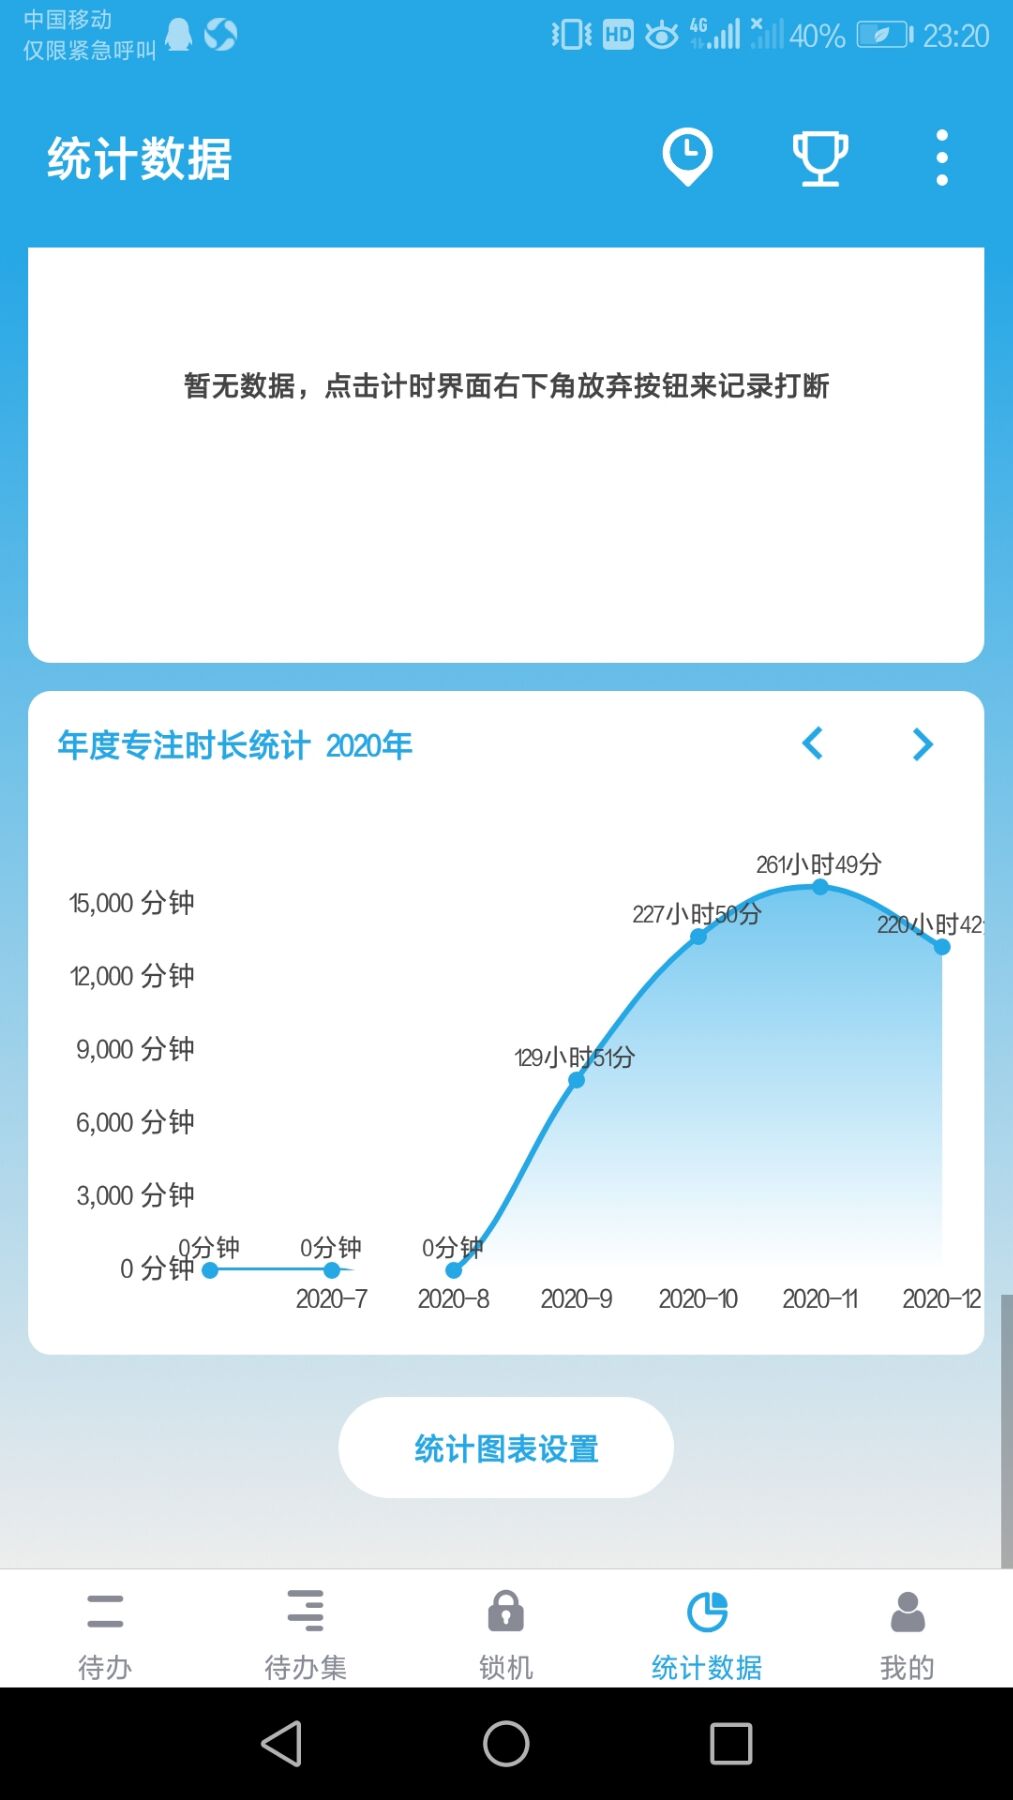 中国移动
仅限紧急呼叫
HD 4G 40% 23:20
统计数据
暂无数据，点击计时界面右下角放弃按钮来记录打断
年度专注时长统计 2020年
261小时49分
15,000 分钟
227小时50分
220小时42
12,000 分钟
9,000 分钟
129小时51分
6,000 分钟
3,000 分钟
0分钟 0分钟 0分钟
0 分钟
2020-7 2020-8 2020-9 2020-10 2020-11 2020-12
统计图表设置
待办 待办集 锁机 统计数据 我的